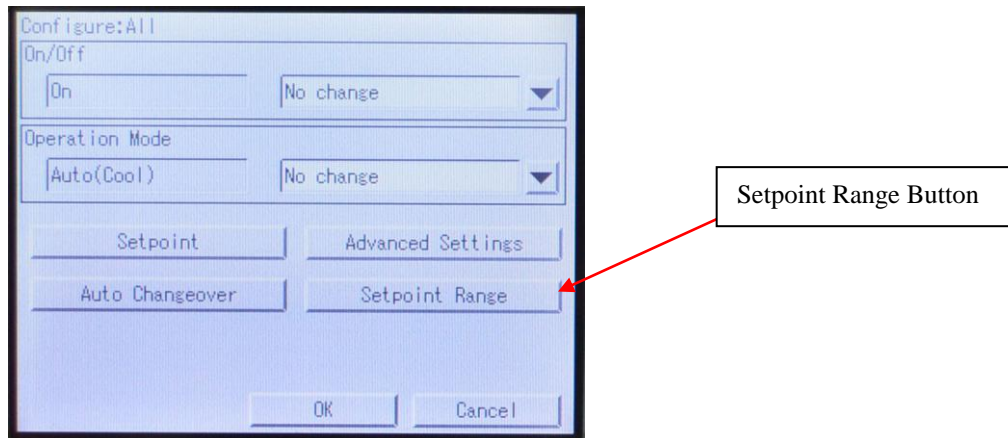 Configure:All
On/Off
On
No change
Operation Mode
Auto(Cool)
No change
Setpoint
Advanced Settings
Auto Changeover
Setpoint Range
OK
Cancel
Setpoint Range Button